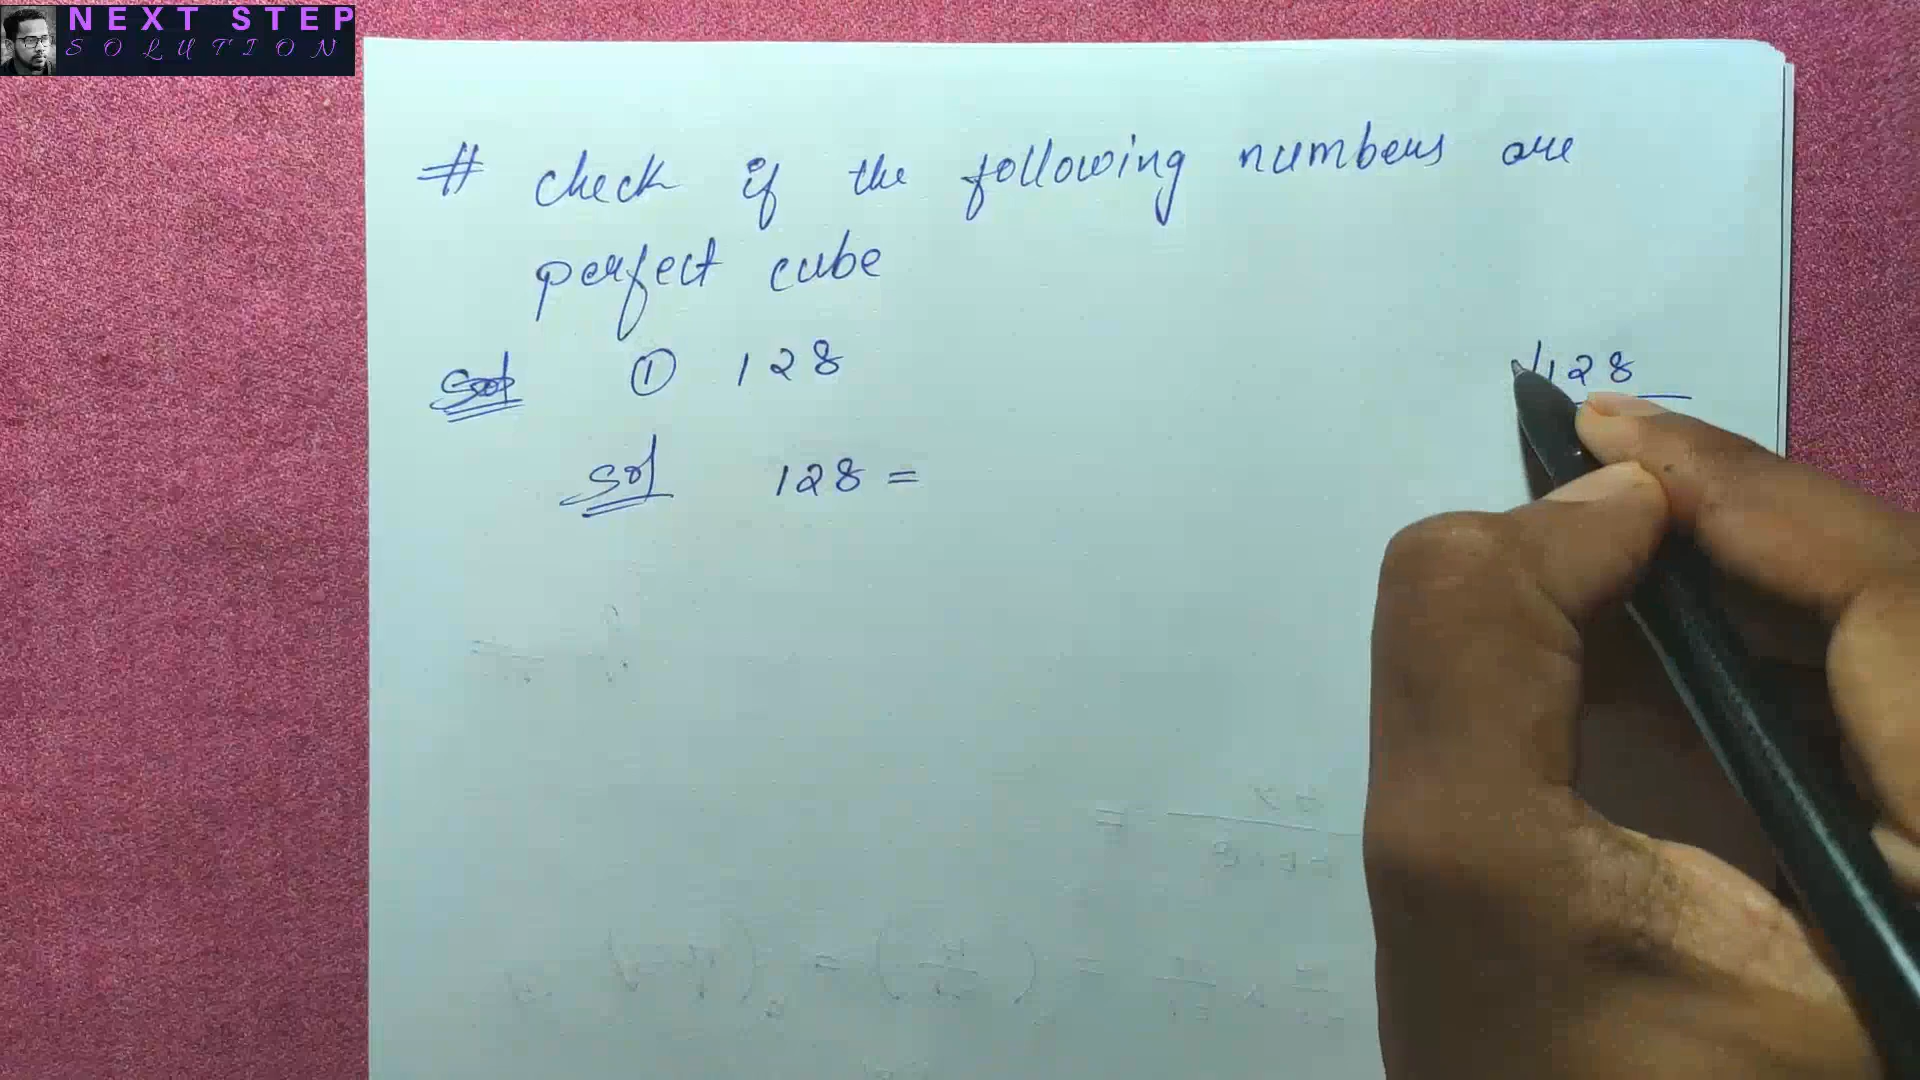 NEXT STEP
SOLUTION
# check if the following numbers are
perfect cube
Sol ① 128
128
Sol 128 =